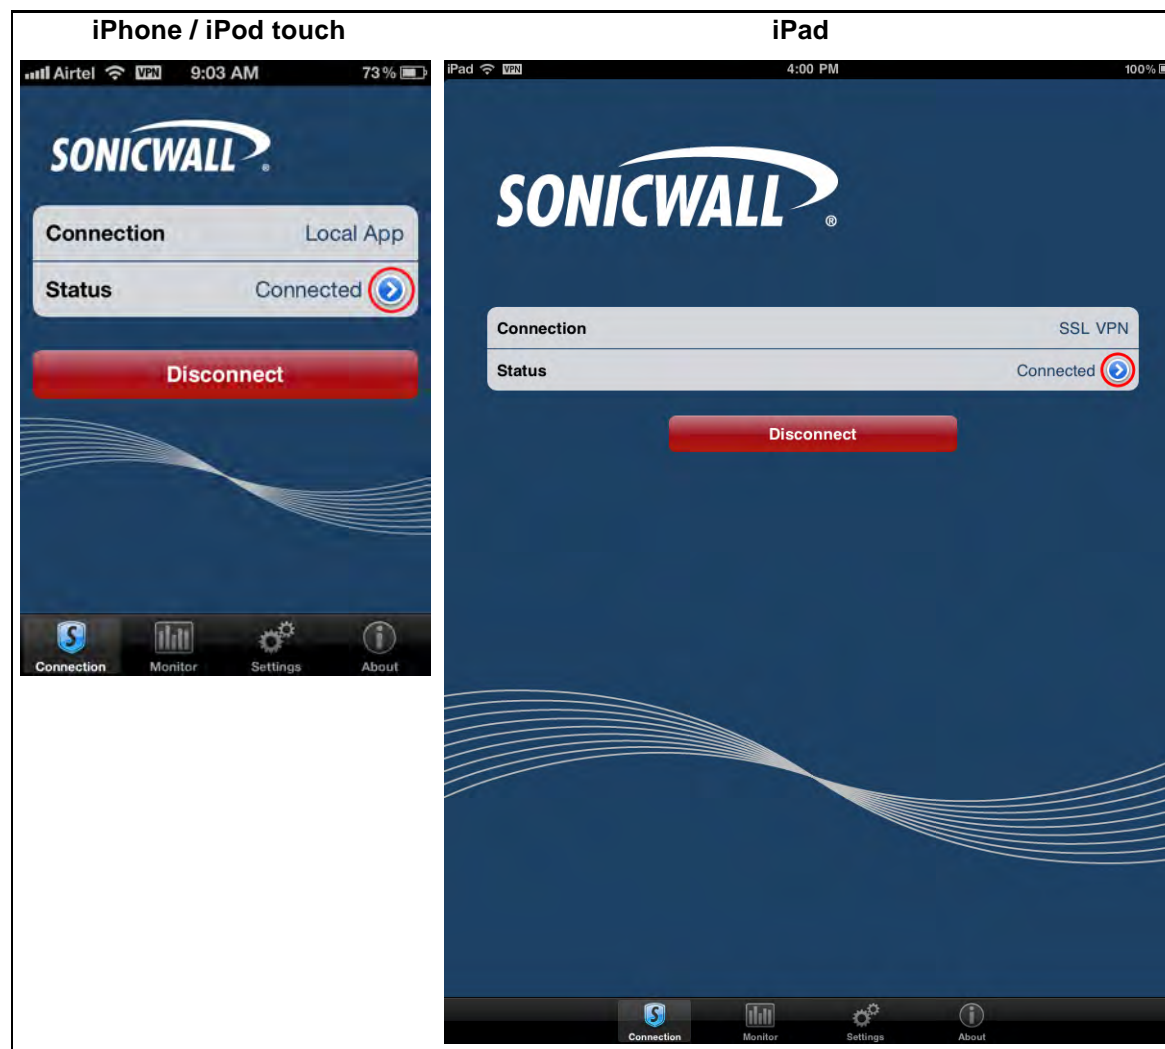 iPhone / iPod touch
Airtel VPN 9:03 AM 73%
SONICWALL®
Connection Local App
Status Connected
Disconnect
Connection Monitor Settings About
iPad
iPad VPN 4:00 PM 100%
SONICWALL®
Connection SSL VPN
Status Connected
Disconnect
Connection Monitor Settings About